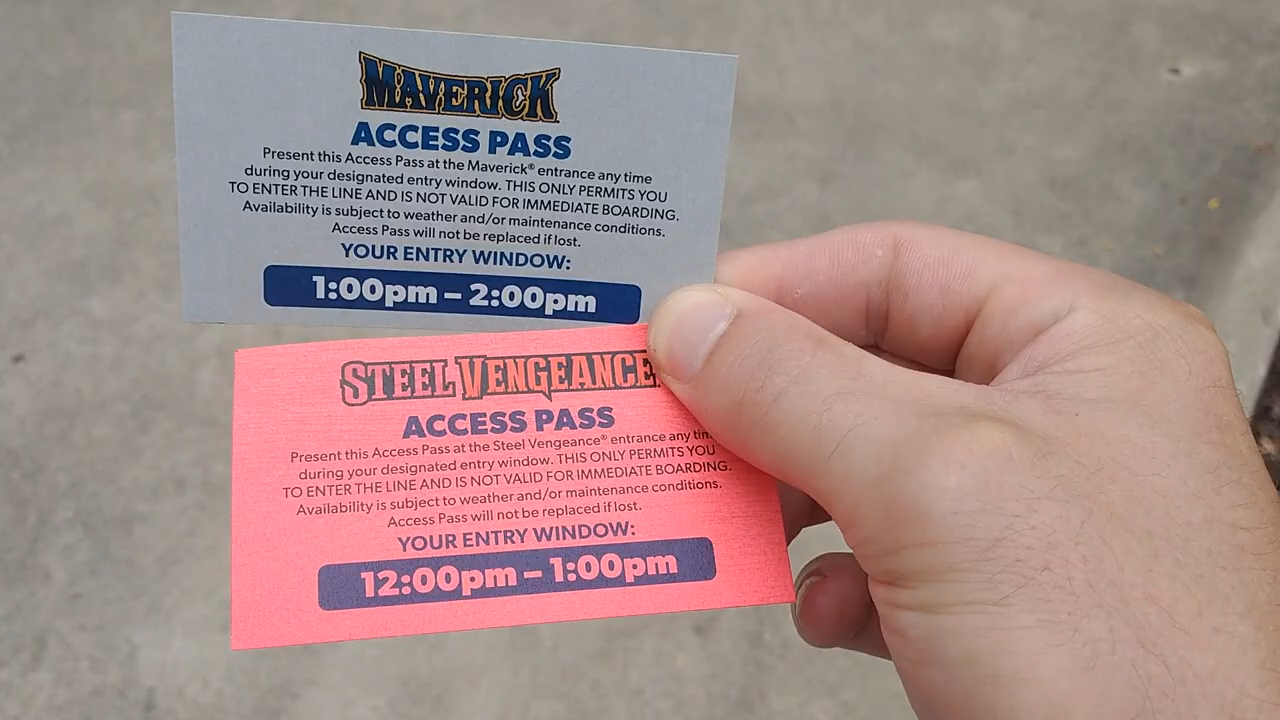 MAVERICK
ACCESS PASS
Present this Access Pass at the Maverick® entrance any time
during your designated entry window. THIS ONLY PERMITS YOU
TO ENTER THE LINE AND IS NOT VALID FOR IMMEDIATE BOARDING.
Availability is subject to weather and/or maintenance conditions.
Access Pass will not be replaced if lost.
YOUR ENTRY WINDOW:
1:00pm – 2:00pm
STEEL VENGEANCE
ACCESS PASS
Present this Access Pass at the Steel Vengeance® entrance any tim
during your designated entry window. THIS ONLY PERMITS YOU
TO ENTER THE LINE AND IS NOT VALID FOR IMMEDIATE BOARDING.
Availability is subject to weather and/or maintenance conditions.
Access Pass will not be replaced if lost.
YOUR ENTRY WINDOW:
12:00pm – 1:00pm